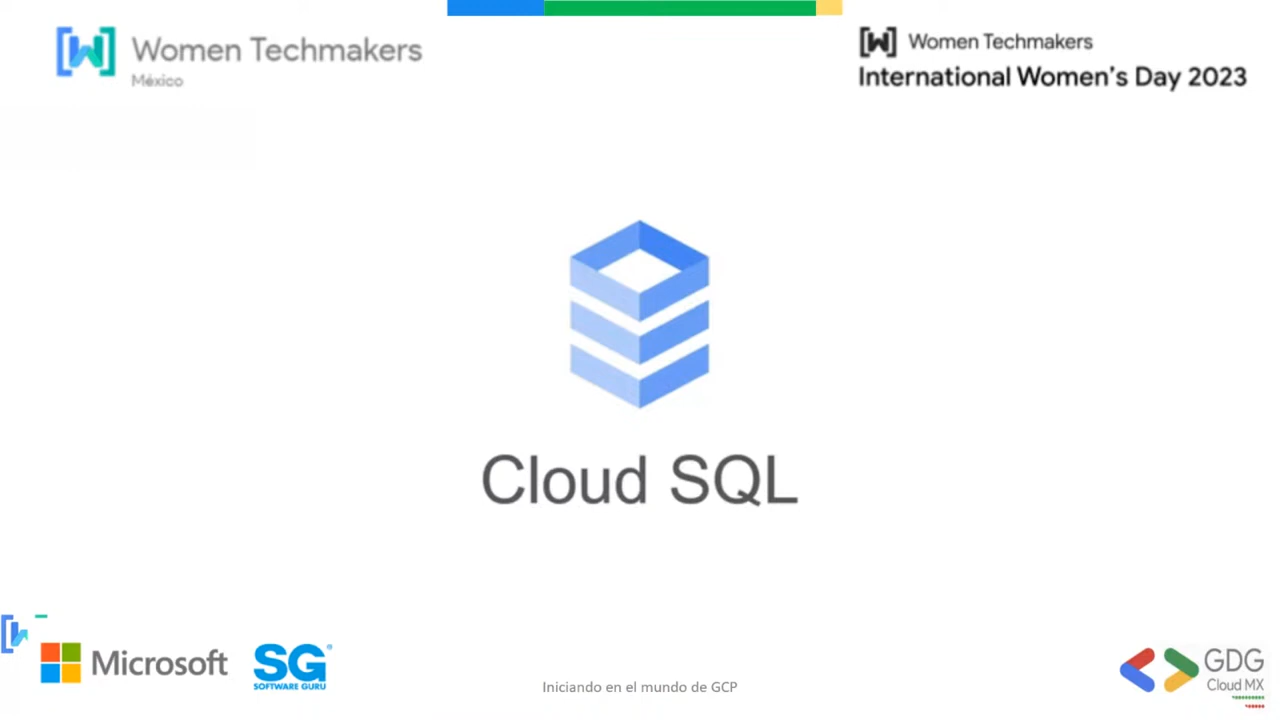 Women Techmakers
México
Women Techmakers
International Women's Day 2023
Cloud SQL
Microsoft
SG
SOFTWARE GURU
Iniciando en el mundo de GCP
GDG
Cloud MX